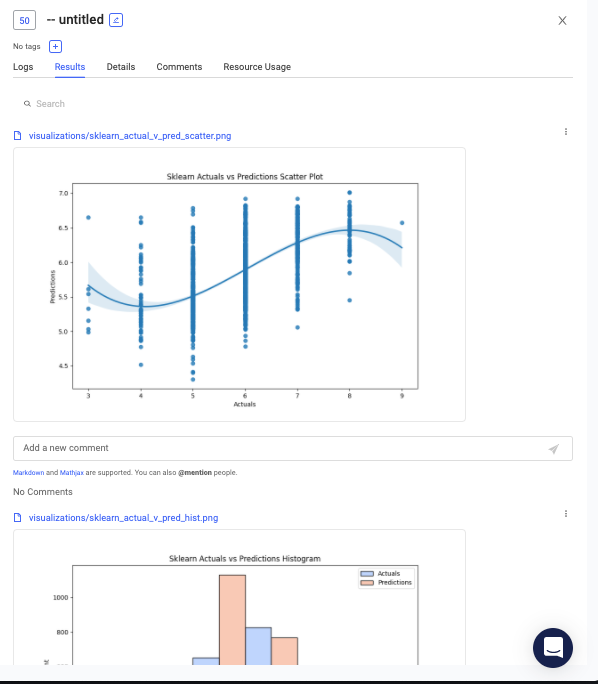 50 -- untitled
No tags +
Logs Results Details Comments Resource Usage
Search
visualizations/sklearn_actual_v_pred_scatter.png
Sklearn Actuals vs Predictions Scatter Plot
7.0
6.5
6.0
5.5
5.0
4.5
Predictions
3 4 5 6 7 8 9
Actuals
Add a new comment
Markdown and Mathjax are supported. You can also @mention people.
No Comments
visualizations/sklearn_actual_v_pred_hist.png
Sklearn Actuals vs Predictions Histogram
Actuals
Predictions
1000
800